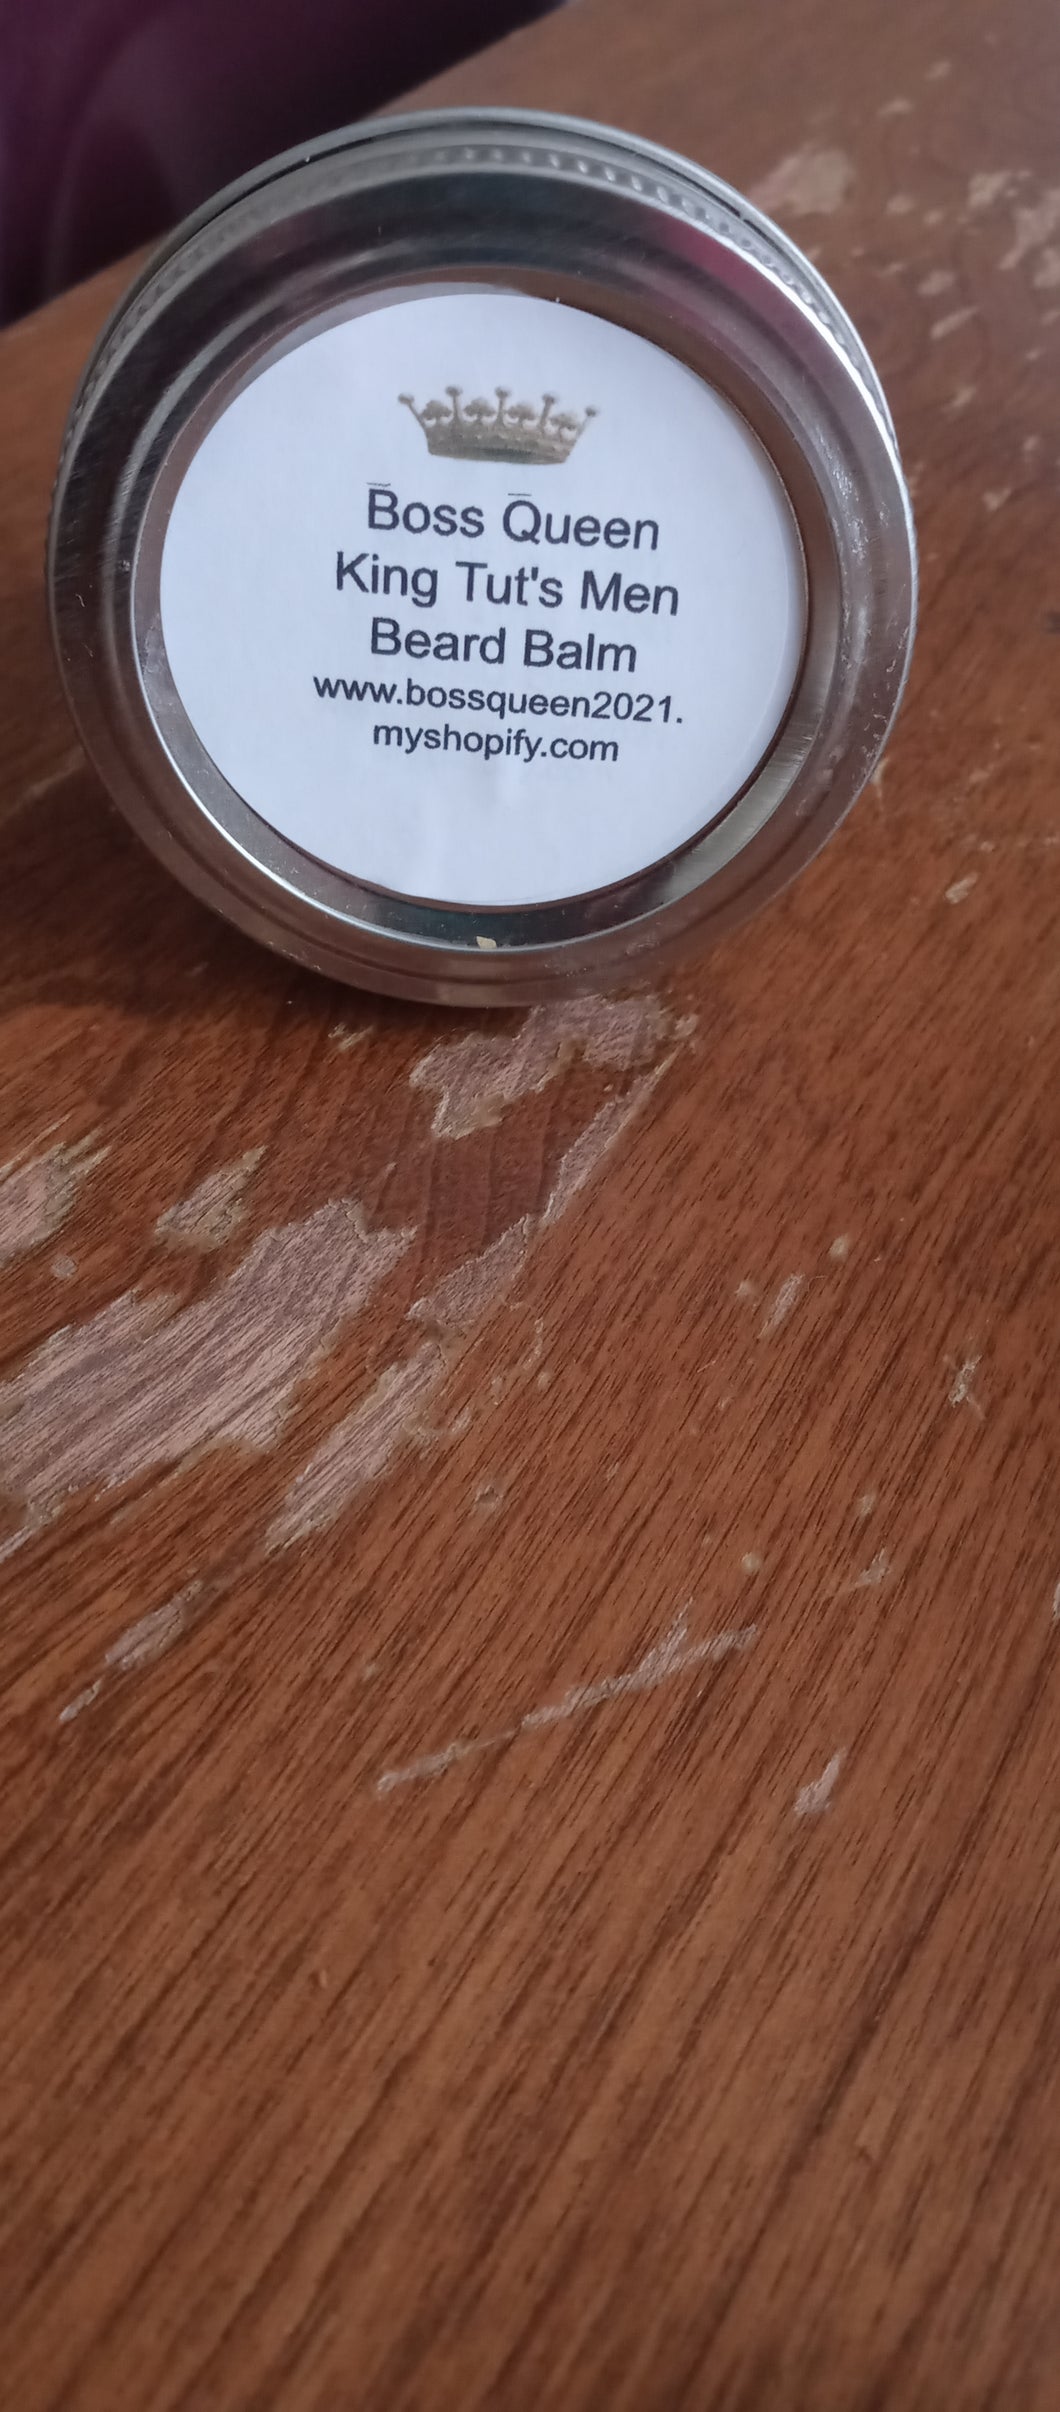 Boss Queen
King Tut's Men
Beard Balm
www.bossqueen2021.
myshopify.com